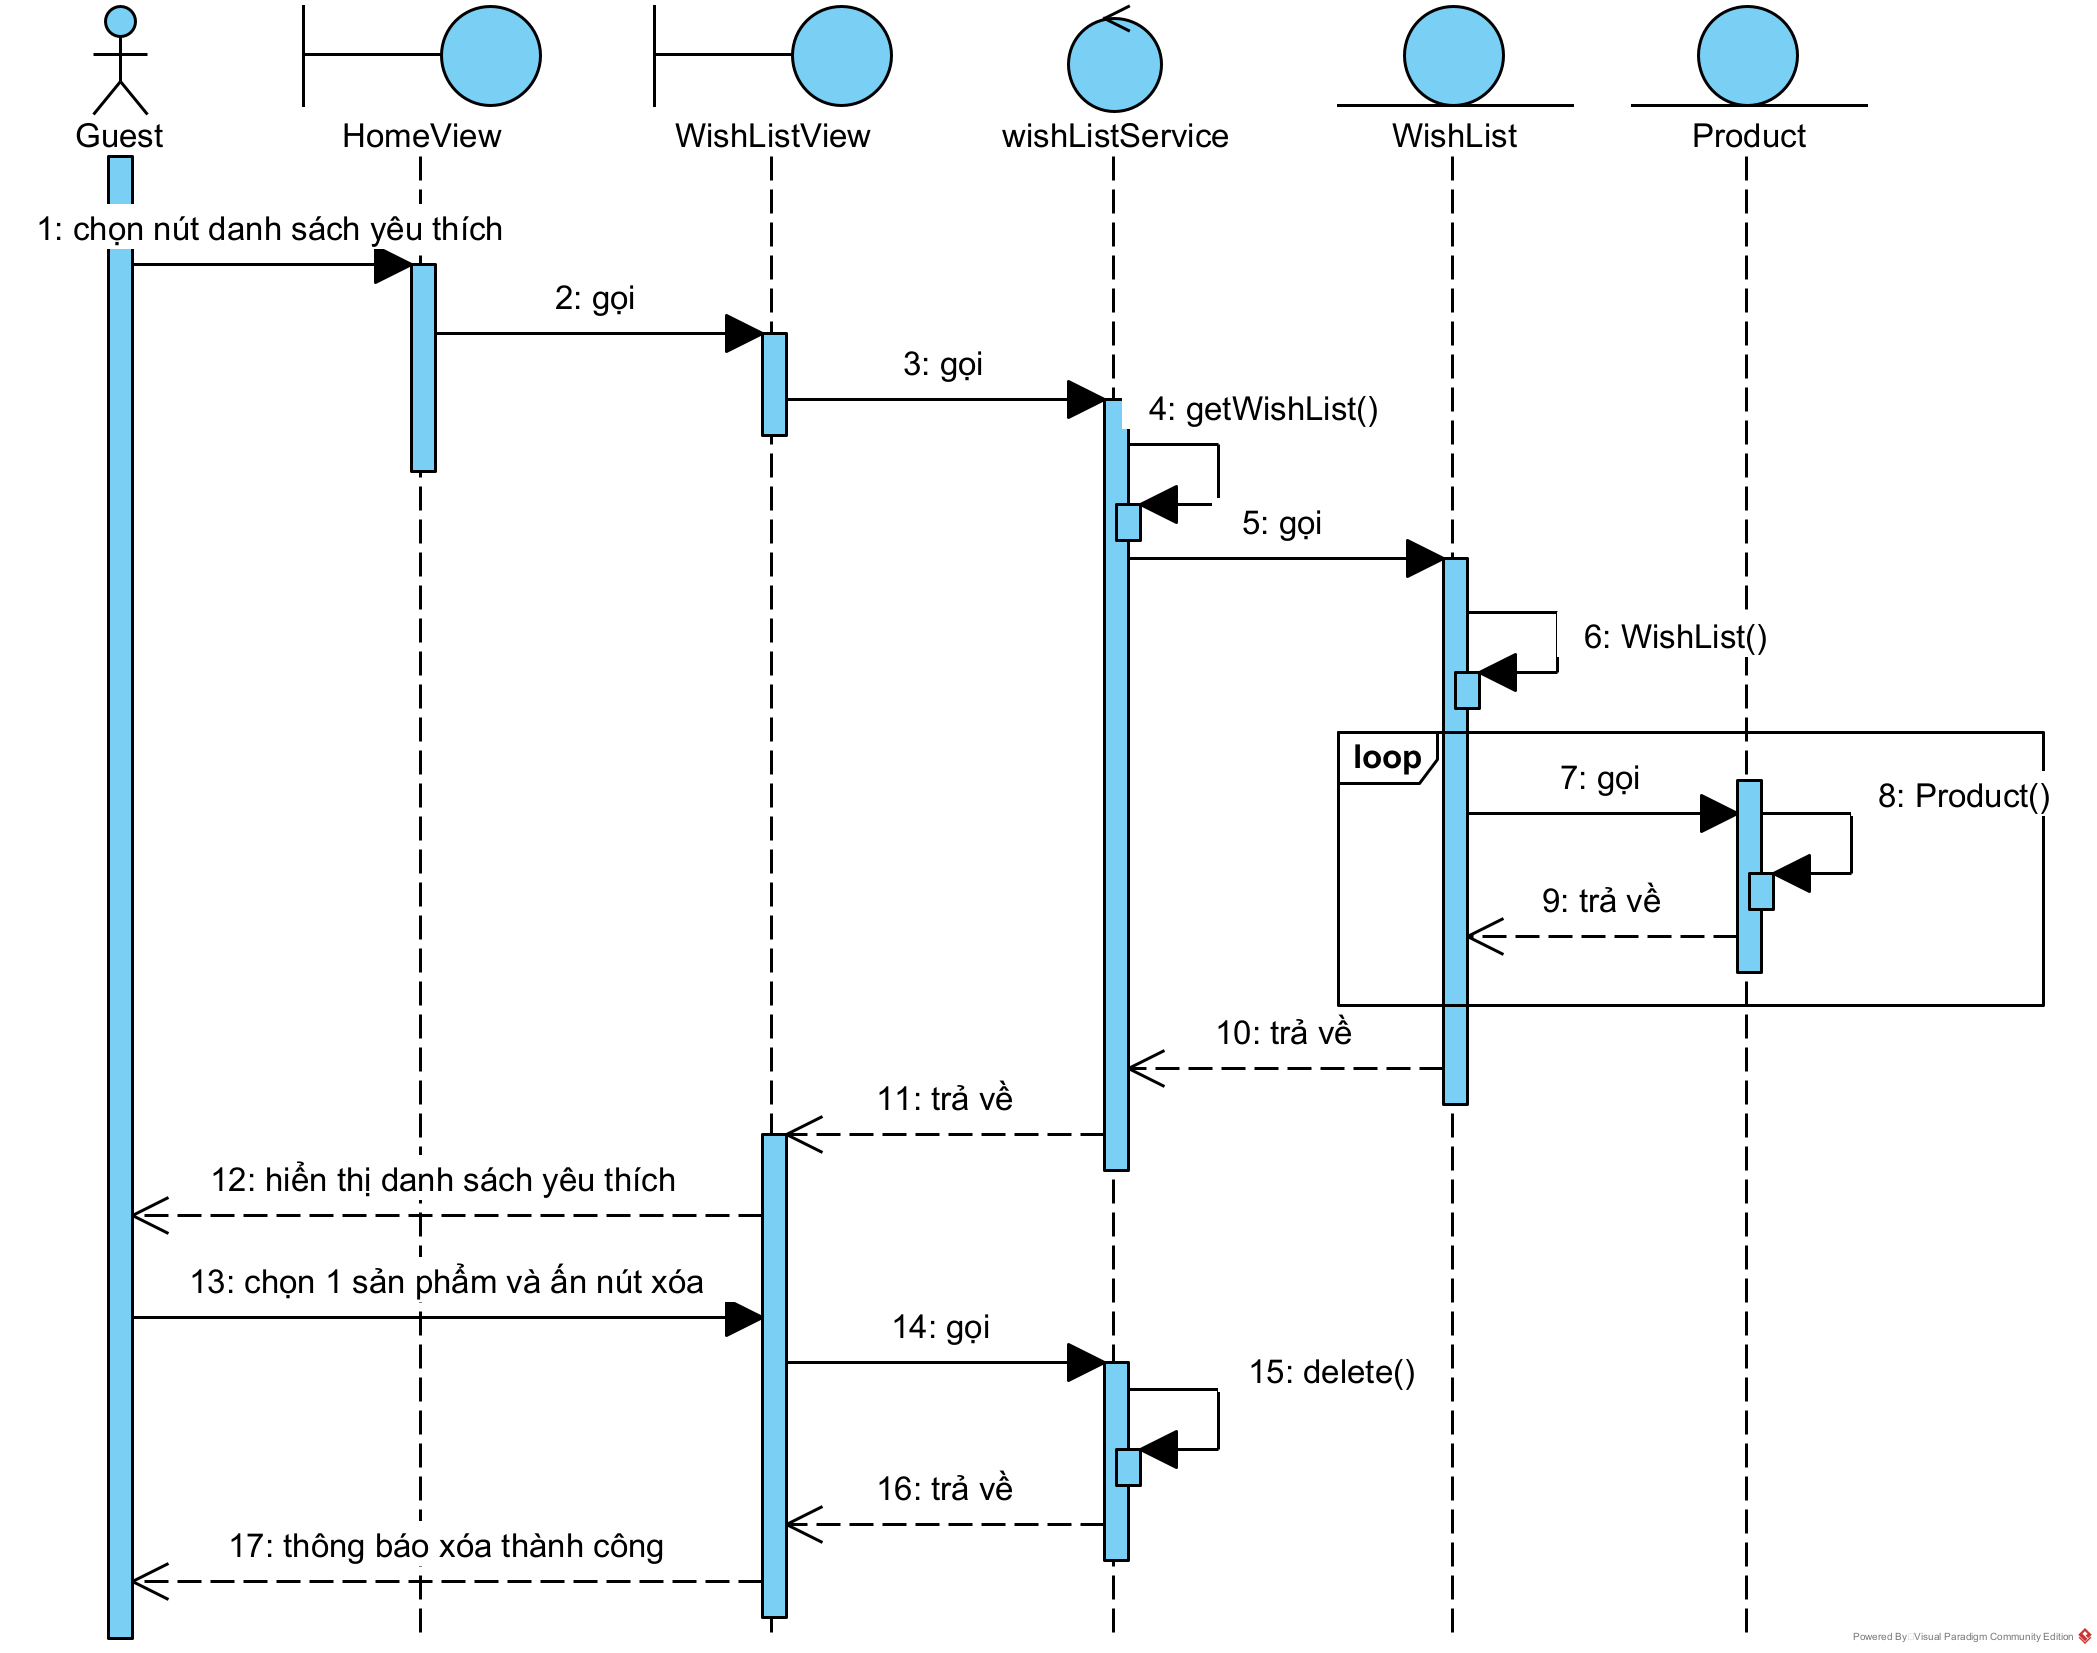 Guest
HomeView
WishListView
wishListService
WishList
Product
1: chọn nút danh sách yêu thích
2: gọi
3: gọi
4: getWishList()
5: gọi
6: WishList()
loop
7: gọi
8: Product()
9: trả về
10: trả về
11: trả về
12: hiển thị danh sách yêu thích
13: chọn 1 sản phẩm và ấn nút xóa
14: gọi
15: delete()
16: trả về
17: thông báo xóa thành công
Powered By Visual Paradigm Community Edition